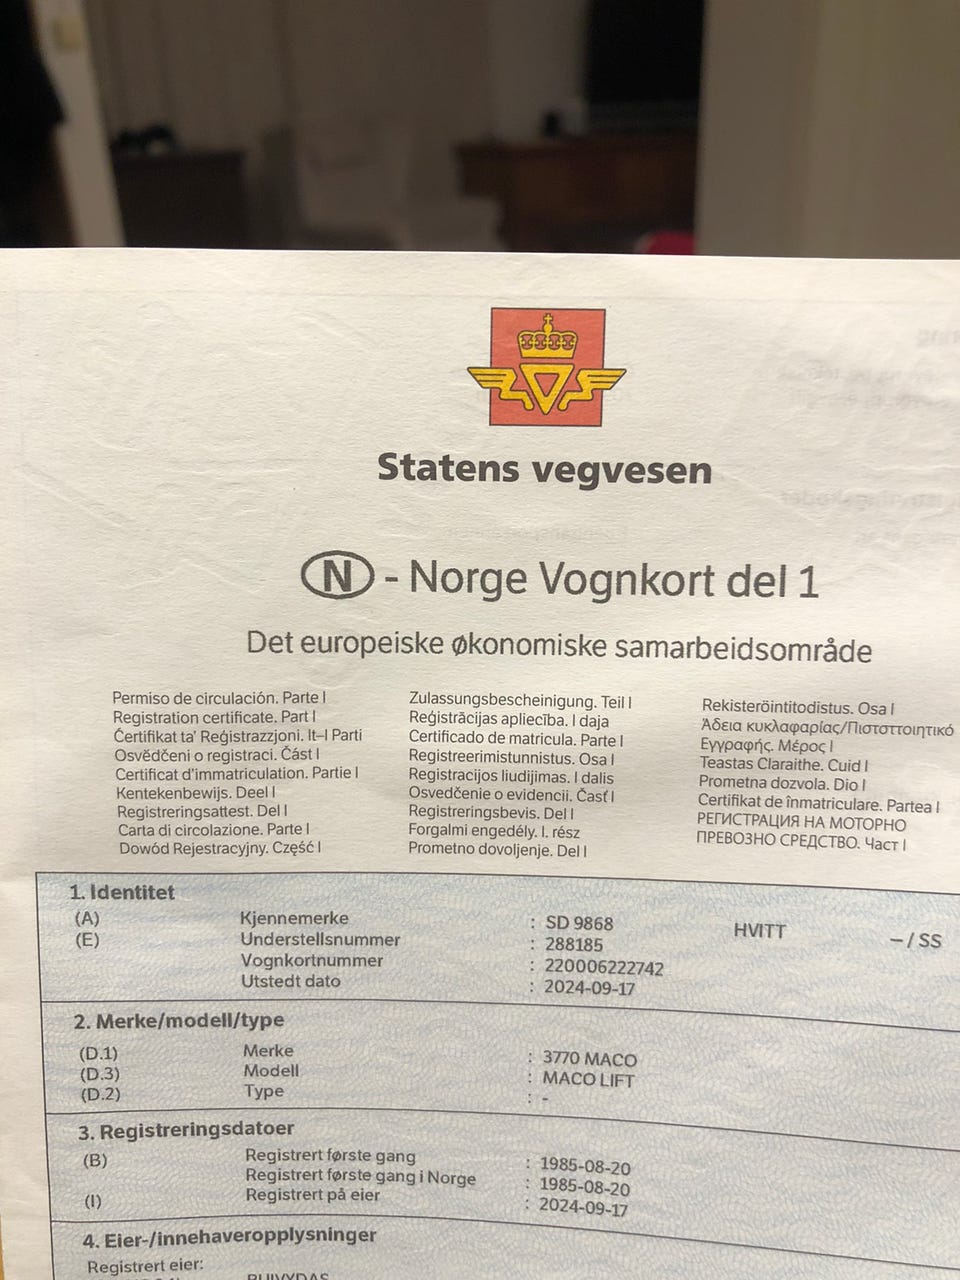 Statens vegvesen
N - Norge Vognkort del 1
Det europeiske økonomiske samarbeidsområde
Permiso de circulación. Parte I
Registration certificate. Part I
Ċertifikat ta' Reġistrazzjoni. It-I Parti
Osvědčeni o registraci. Část I
Certificat d'immatriculation. Partie I
Kentekenbewijs. Deel I
Registreringsattest. Del I
Carta di circolazione. Parte I
Dowód Rejestracyjny. Część I
Zulassungsbescheinigung. Teil I
Reģistrācijas apliecība. I daja
Certificado de matricula. Parte I
Registreerimistunnistus. Osa I
Registracijos liudijimas. I dalis
Osvedčenie o evidencii. Časť I
Registreringsbevis. Del I
Forgalmi engedély. I. rész
Prometno dovoljenje. Del I
Rekisteröintitodistus. Osa I
Άδεια κυκλαφαρίας/Πιστοττοιητικό
Εγγραφής. Μέρος I
Teastas Claraithe. Cuid I
Prometna dozvola. Dio I
Certifikat de înmatriculare. Partea I
РЕГИСТРАЦИЯ НА МОТОРНО
ПРЕВОЗНО СРЕДСТВО. Част I
1. Identitet
(A) Kjennemerke : SD 9868 HVITT – / SS
(E) Understellsnummer : 288185
Vognkortnummer : 220006222742
Utstedt dato : 2024-09-17
2. Merke/modell/type
(D.1) Merke : 3770 MACO
(D.3) Modell : MACO LIFT
(D.2) Type : -
3. Registreringsdatoer
(B) Registrert første gang : 1985-08-20
Registrert første gang i Norge : 1985-08-20
(I) Registrert på eier : 2024-09-17
4. Eier-/innehaveropplysninger
Registrert eier: